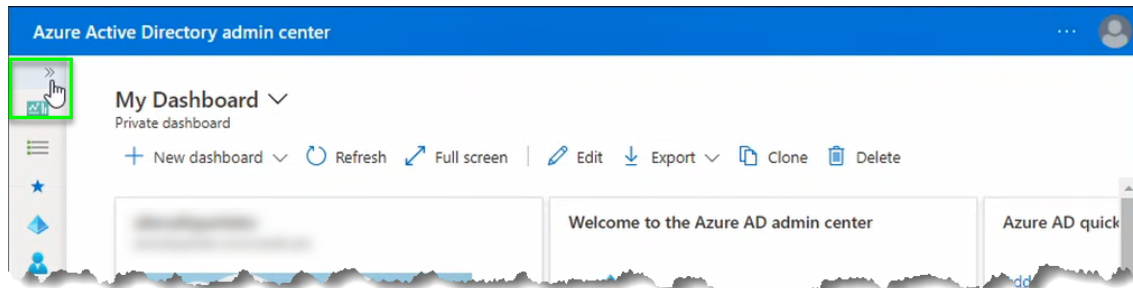 Azure Active Directory admin center
My Dashboard
Private dashboard
New dashboard Refresh Full screen Edit Export Clone Delete
Welcome to the Azure AD admin center Azure AD quick